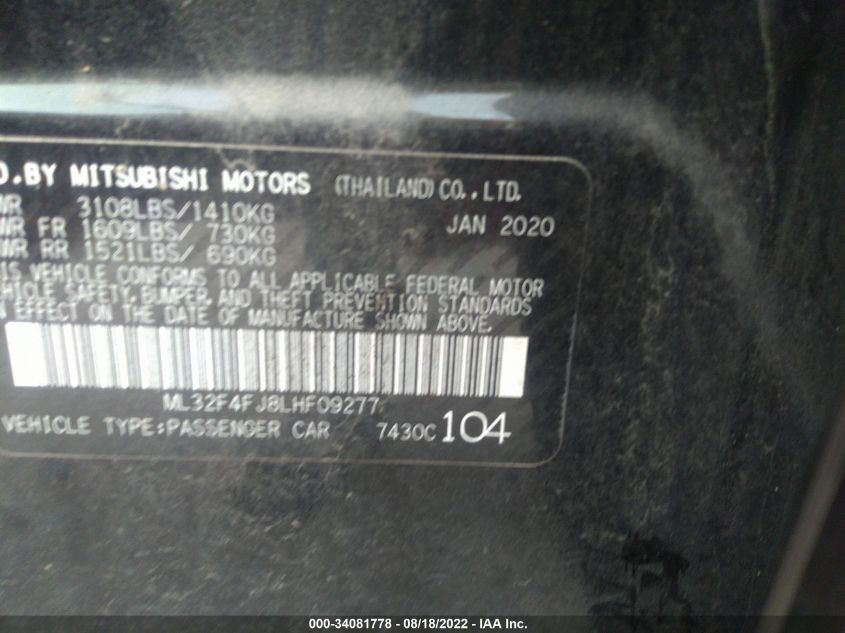 D.BY MITSUBISHI MOTORS (THAILAND) CO., LTD.
WR 3108LBS/1410KG JAN 2020
WR FR 1609LBS/ 730KG
WR RR 1521LBS/ 690KG
IS VEHICLE CONFORMS TO ALL APPLICABLE FEDERAL MOTOR
HICLE SAFETY, BUMPER, AND THEFT PREVENTION STANDARDS
N EFFECT ON THE DATE OF MANUFACTURE SHOWN ABOVE.
ML32F4FJ8LHF09277
VEHICLE TYPE:PASSENGER CAR 7430C 104
000-34081778 - 08/18/2022 - IAA Inc.